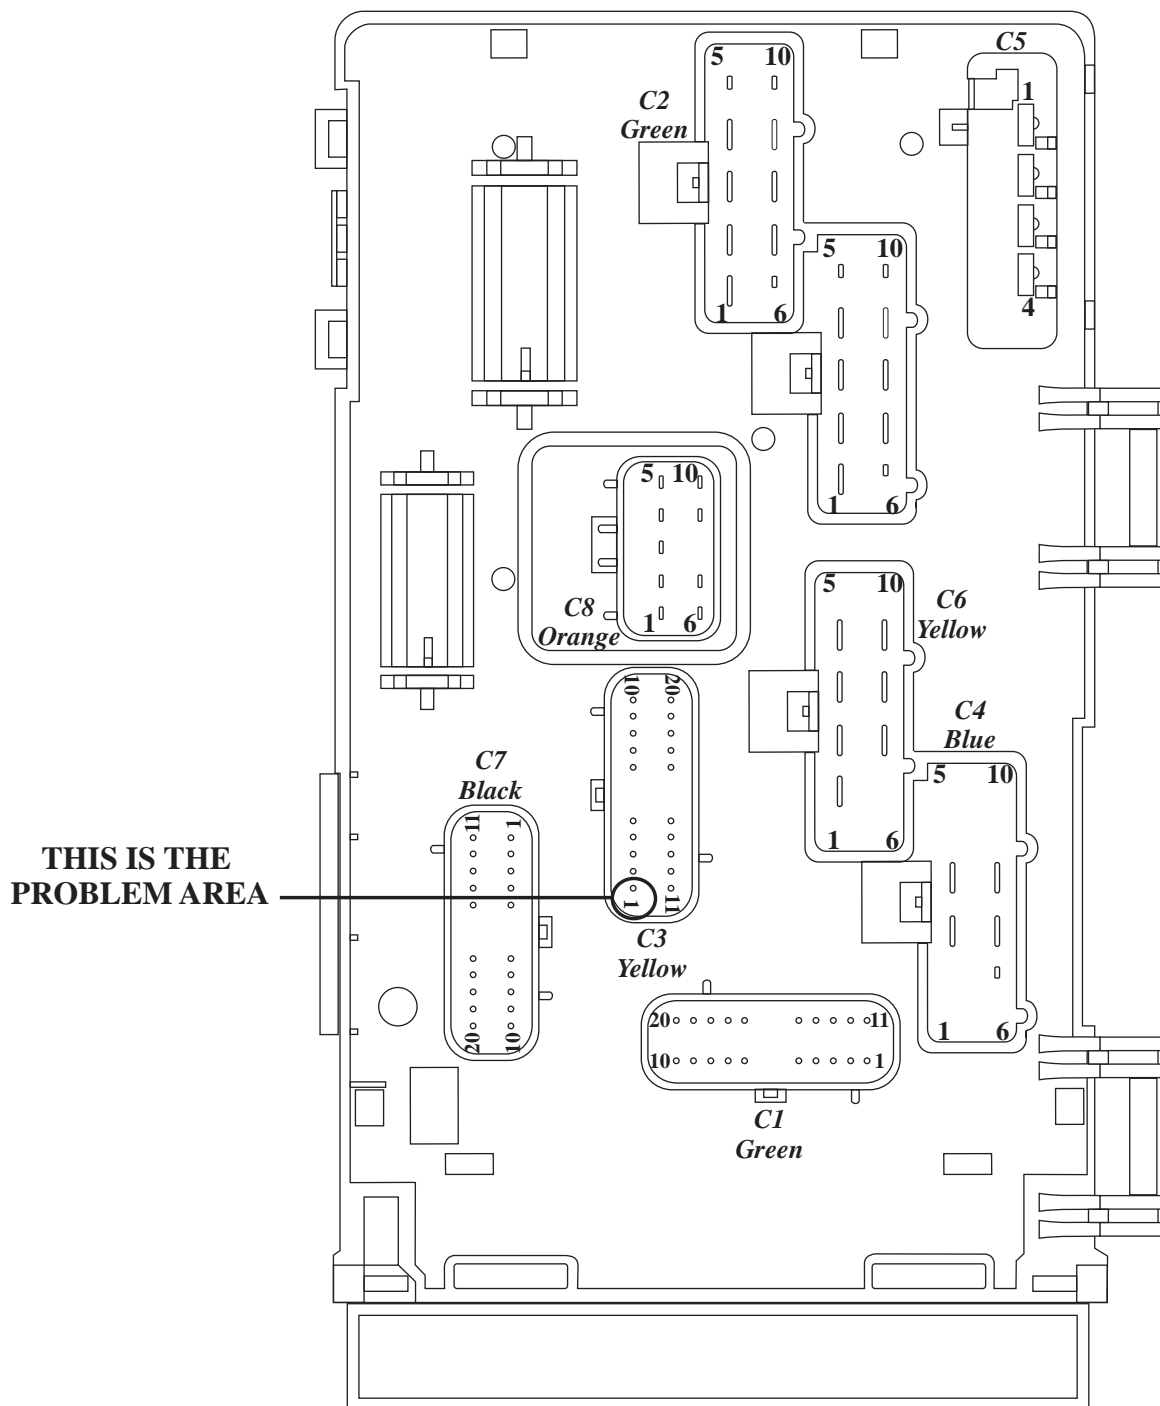 C5
5 10
1
C2
Green
5 10
1 6
4
5 10
1 6
C8
Orange
1 6
5 10
C6
Yellow
10 20
C4
Blue
5 10
C7
Black
11 1
1 6
THIS IS THE
PROBLEM AREA
1 11
C3
Yellow
20 10
20 11
1 6
10 1
C1
Green